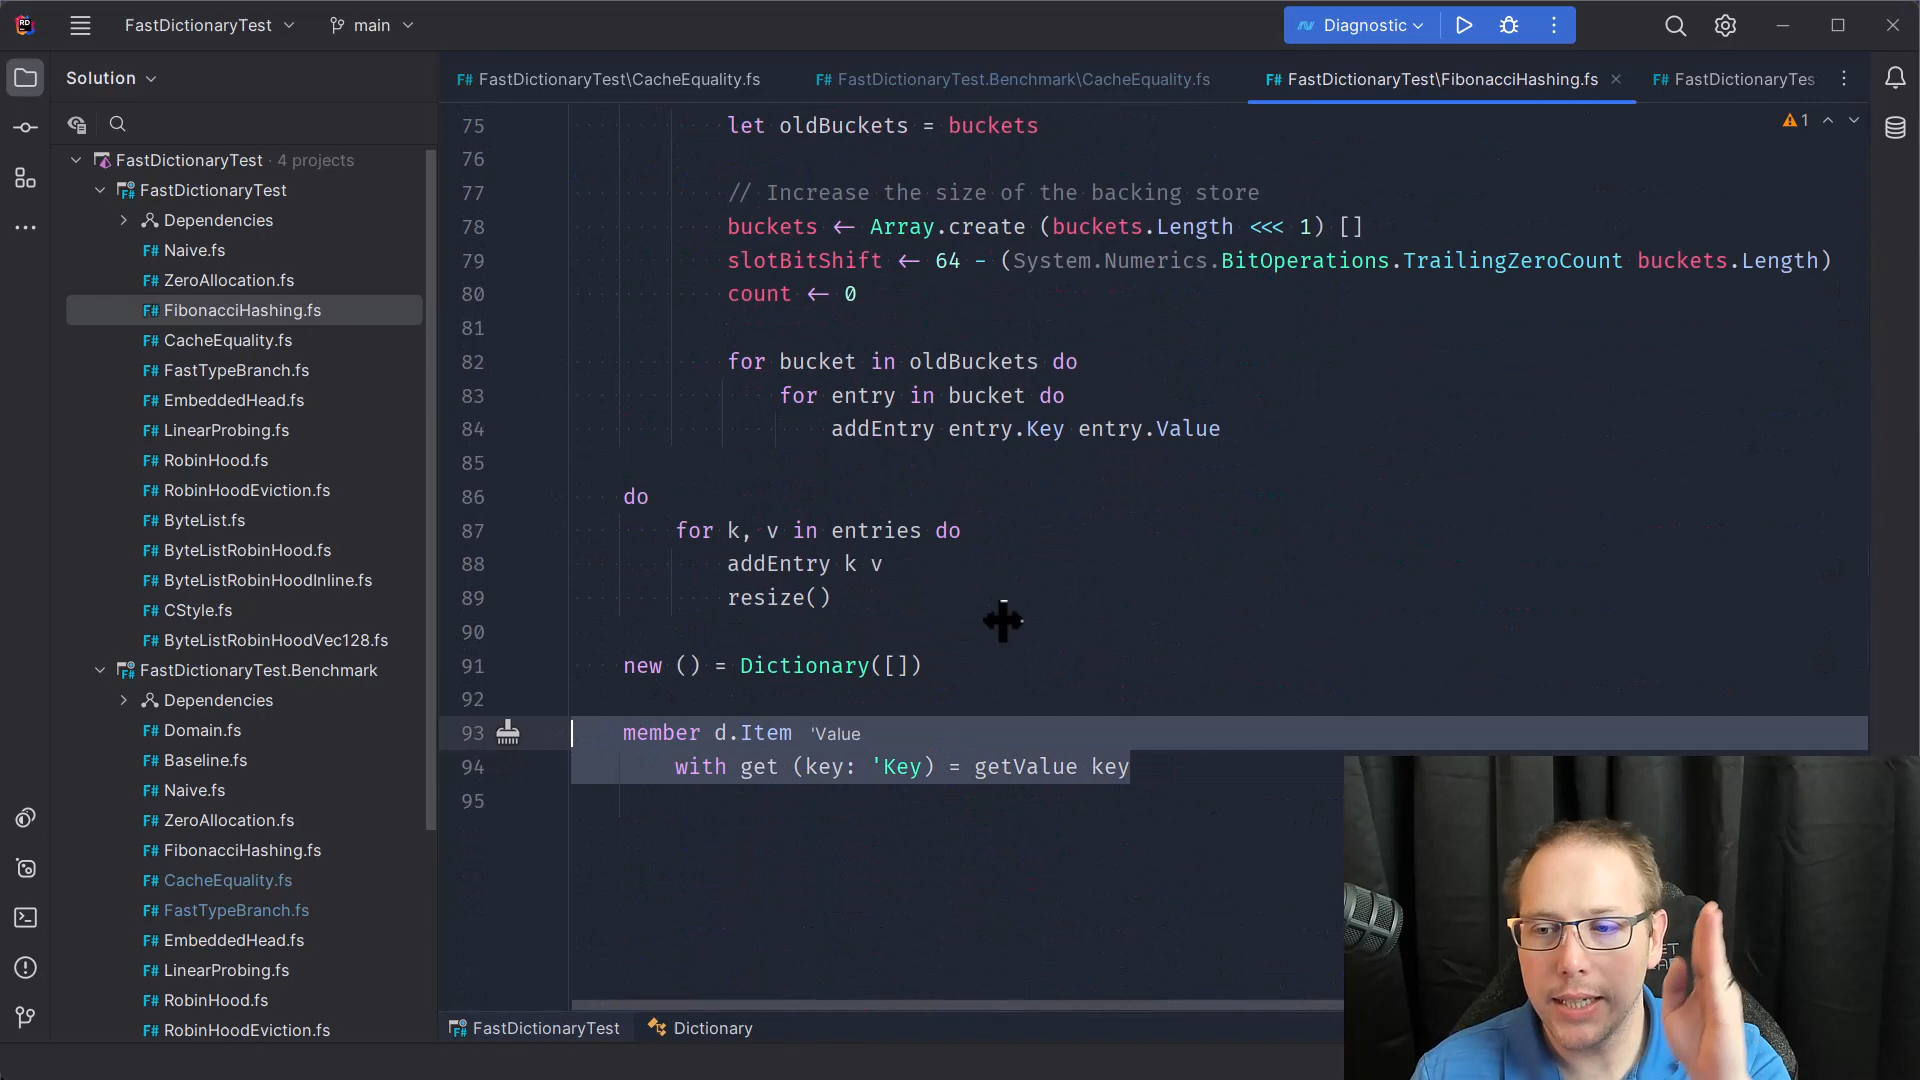 FastDictionaryTest
main
Diagnostic
Solution
FastDictionaryTest · 4 projects
FastDictionaryTest
Dependencies
F# Naive.fs
F# ZeroAllocation.fs
F# FibonacciHashing.fs
F# CacheEquality.fs
F# FastTypeBranch.fs
F# EmbeddedHead.fs
F# LinearProbing.fs
F# RobinHood.fs
F# RobinHoodEviction.fs
F# ByteList.fs
F# ByteListRobinHood.fs
F# ByteListRobinHoodInline.fs
F# CStyle.fs
F# ByteListRobinHoodVec128.fs
FastDictionaryTest.Benchmark
Dependencies
F# Domain.fs
F# Baseline.fs
F# Naive.fs
F# ZeroAllocation.fs
F# FibonacciHashing.fs
F# CacheEquality.fs
F# FastTypeBranch.fs
F# EmbeddedHead.fs
F# LinearProbing.fs
F# RobinHood.fs
F# RobinHoodEviction.fs
F# FastDictionaryTest\CacheEquality.fs
F# FastDictionaryTest.Benchmark\CacheEquality.fs
F# FastDictionaryTest\FibonacciHashing.fs
F# FastDictionaryTes
1
75 let oldBuckets = buckets
76
77 // Increase the size of the backing store
78 buckets <- Array.create (buckets.Length <<< 1) []
79 slotBitShift <- 64 - (System.Numerics.BitOperations.TrailingZeroCount buckets.Length)
80 count <- 0
81
82 for bucket in oldBuckets do
83 for entry in bucket do
84 addEntry entry.Key entry.Value
85
86 do
87 for k, v in entries do
88 addEntry k v
89 resize()
90
91 new () = Dictionary([])
92
93 member d.Item 'Value
94 with get (key: 'Key) = getValue key
95
FastDictionaryTest
Dictionary